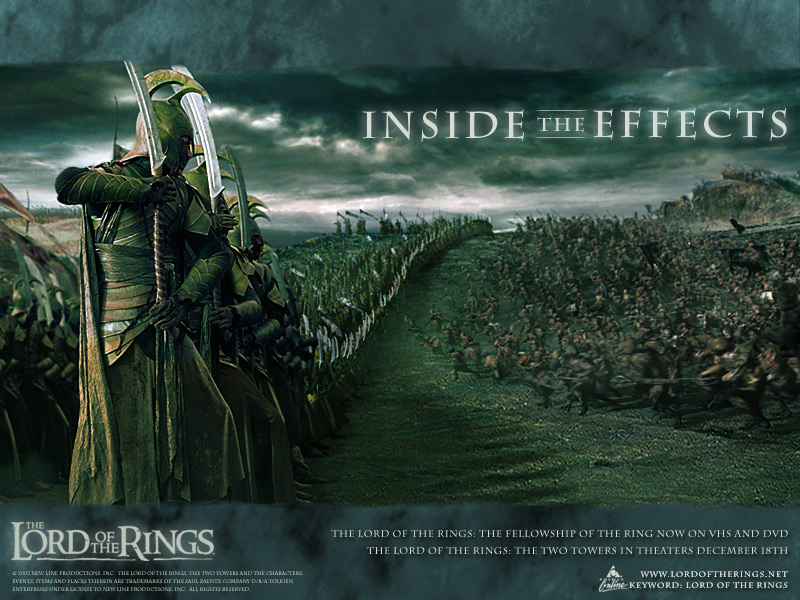 INSIDE THE EFFECTS
THE LORD OF THE RINGS
THE LORD OF THE RINGS: THE FELLOWSHIP OF THE RING NOW ON VHS AND DVD
THE LORD OF THE RINGS: THE TWO TOWERS IN THEATERS DECEMBER 18TH
© 2002 NEW LINE PRODUCTIONS, INC. THE LORD OF THE RINGS, THE TWO TOWERS AND THE CHARACTERS,
EVENTS, ITEMS AND PLACES THEREIN ARE TRADEMARKS OF THE SAUL ZAENTZ COMPANY D/B/A TOLKIEN
ENTERPRISES UNDER LICENSE TO NEW LINE PRODUCTIONS, INC. ALL RIGHTS RESERVED.
WWW.LORDOFTHERINGS.NET
KEYWORD: LORD OF THE RINGS